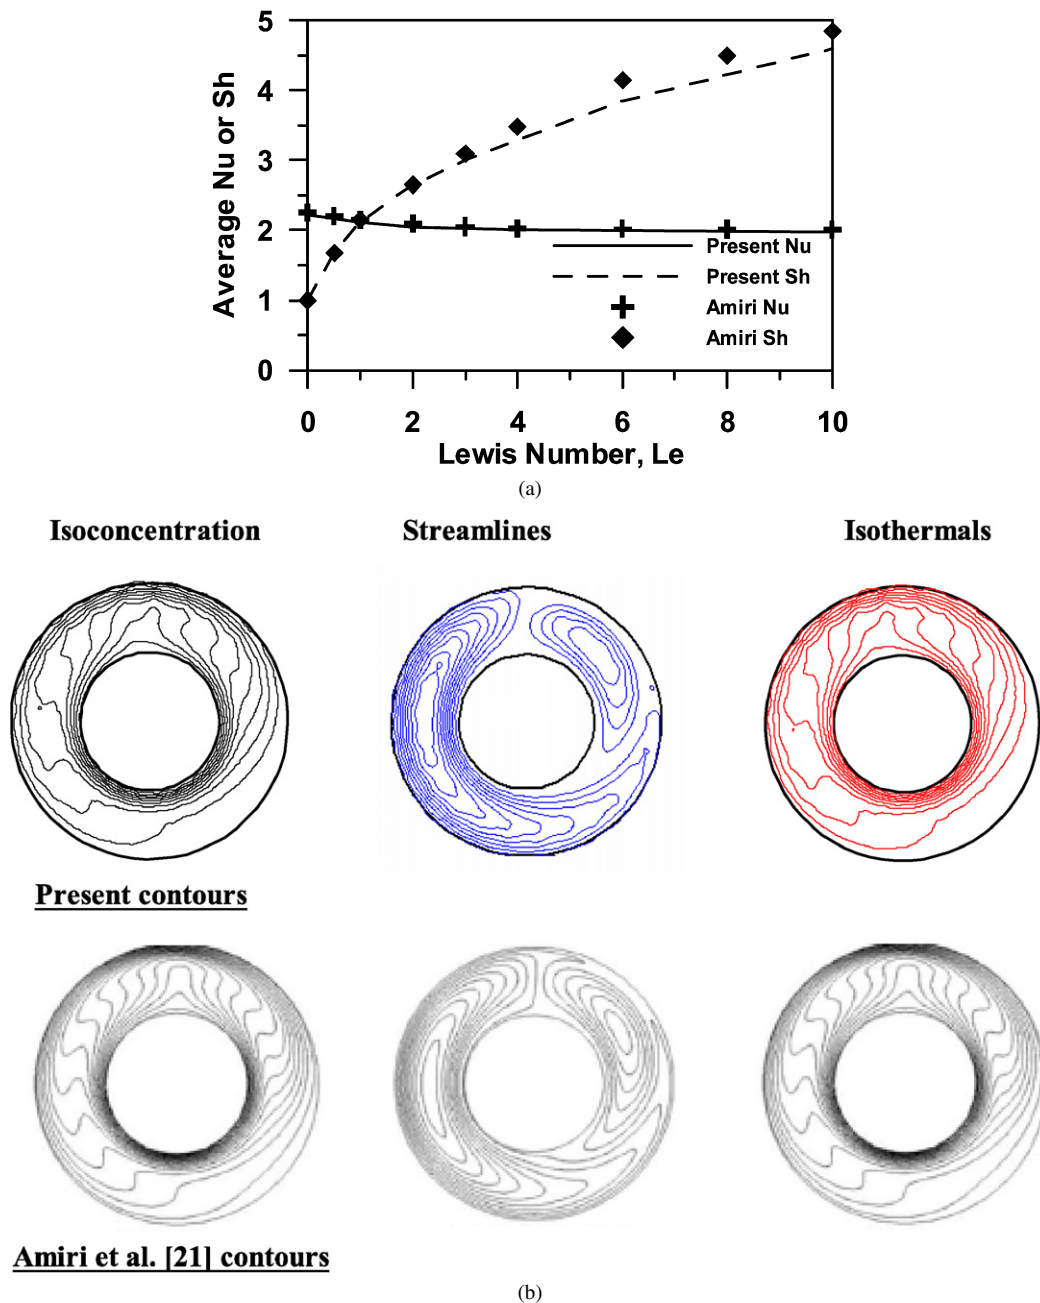 5
4
3
2
1
0
Average Nu or Sh
Present Nu
Present Sh
Amiri Nu
Amiri Sh
0 2 4 6 8 10
Lewis Number, Le
(a)
Isoconcentration Streamlines Isothermals
Present contours
Amiri et al. [21] contours
(b)